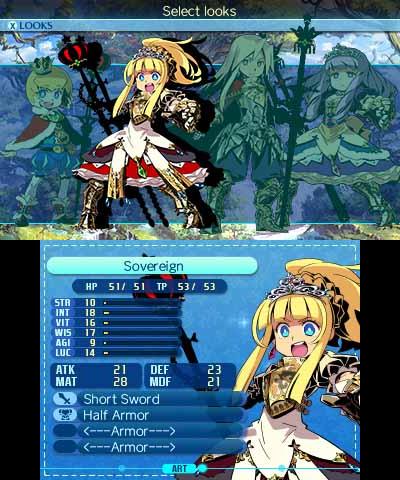 Select looks
X LOOKS
Sovereign
HP 51/ 51 TP 53/ 53
STR 10
INT 18
VIT 16
WIS 17
AGI 9
LUC 14
ATK 21 DEF 23
MAT 28 MDF 21
Short Sword
Half Armor
<---Armor--->
<---Armor--->
ART